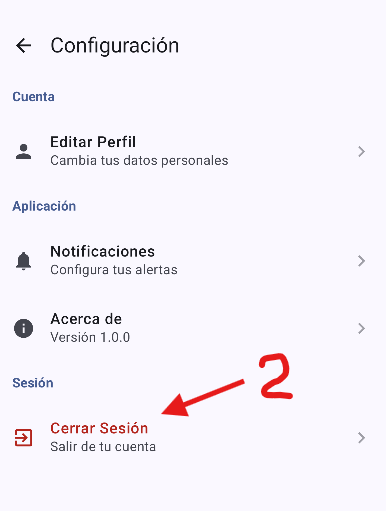 Configuración
Cuenta
Editar Perfil
Cambia tus datos personales
Aplicación
Notificaciones
Configura tus alertas
Acerca de
Versión 1.0.0
Sesión
2
Cerrar Sesión
Salir de tu cuenta